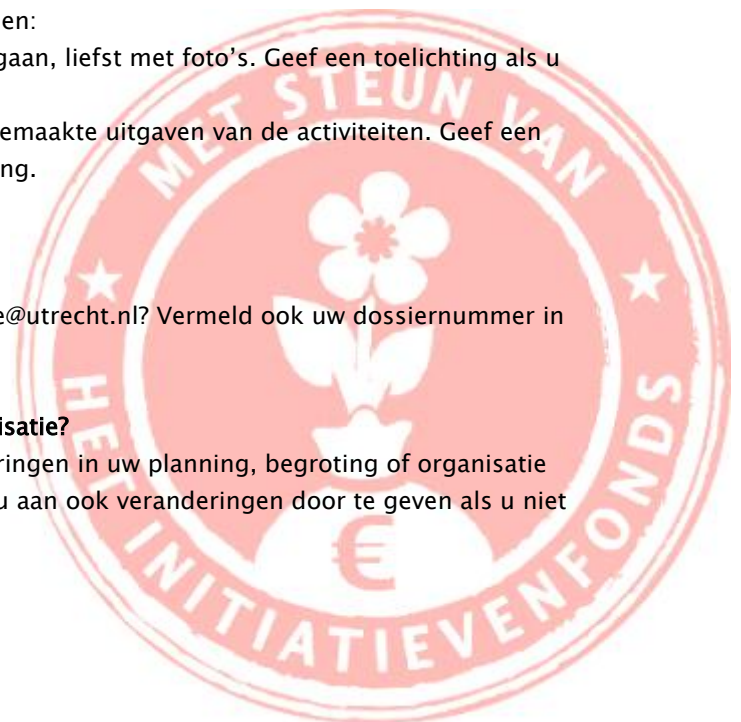 en:
gaan, liefst met foto’s. Geef een toelichting als u
emaakte uitgaven van de activiteiten. Geef een
ng.
e@utrecht.nl? Vermeld ook uw dossiernummer in
isatie?
ringen in uw planning, begroting of organisatie
u aan ook veranderingen door te geven als u niet
MET STEUN VAN
HET INITIATIEVENFONDS
€